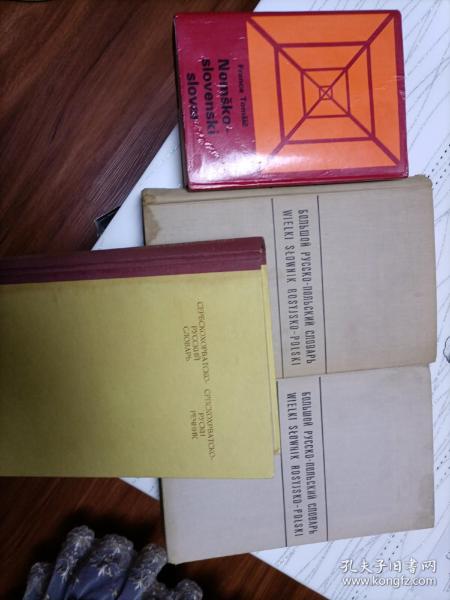 France Tomšič
Nemško
slovenski
slovar
БОЛЬШОЙ РУССКО-ПОЛЬСКИЙ СЛОВАРЬ
WIELKI SŁOWNIK ROSYJSKO-POLSKI
БОЛЬШОЙ РУССКО-ПОЛЬСКИЙ СЛОВАРЬ
WIELKI SŁOWNIK ROSYJSKO-POLSKI
СЕРБСКОХОРВАТСКО-
РУССКИЙ
СЛОВАРЬ
СРПСКОХРВАТСКО-
РУСКИ
РЕЧНИК
孔夫子旧书网
www.kongfz.com